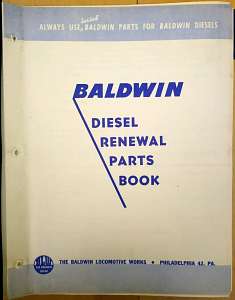 ALWAYS USE BALDWIN PARTS FOR BALDWIN DIESELS
BALDWIN
DIESEL
RENEWAL
PARTS
BOOK
THE BALDWIN LOCOMOTIVE WORKS • PHILADELPHIA 42, PA.